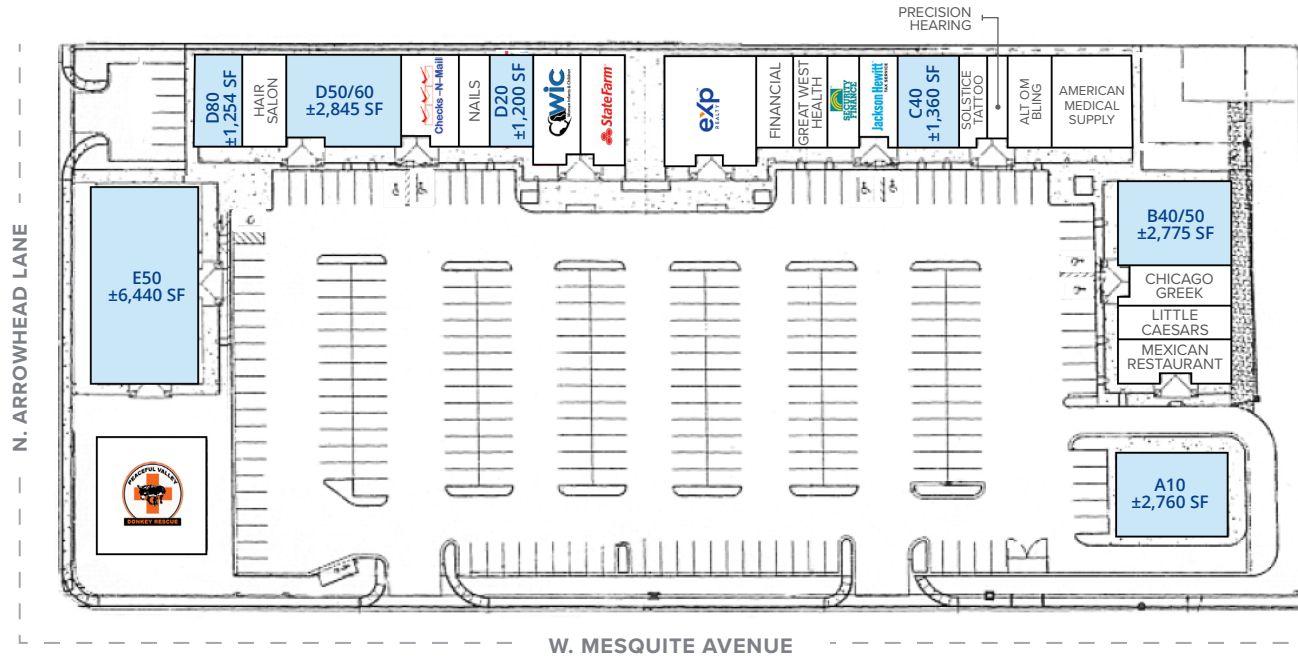 PRECISION
HEARING
D80
±1,254 SF
HAIR
SALON
D50/60
±2,845 SF
Checks-N-Mail
NAILS
D20
±1,200 SF
WIC
StateFarm
exp
REALTY
FINANCIAL
GREAT WEST
HEALTH
SECURITY
FINANCE
Jackson Hewitt
TAX SERVICE
C40
±1,360 SF
SOLSTICE
TATTOO
ALT OM
BLING
AMERICAN
MEDICAL
SUPPLY
E50
±6,440 SF
B40/50
±2,775 SF
CHICAGO
GREEK
LITTLE
CAESARS
MEXICAN
RESTAURANT
A10
±2,760 SF
PEACEFUL VALLEY
DONKEY RESCUE
N. ARROWHEAD LANE
W. MESQUITE AVENUE